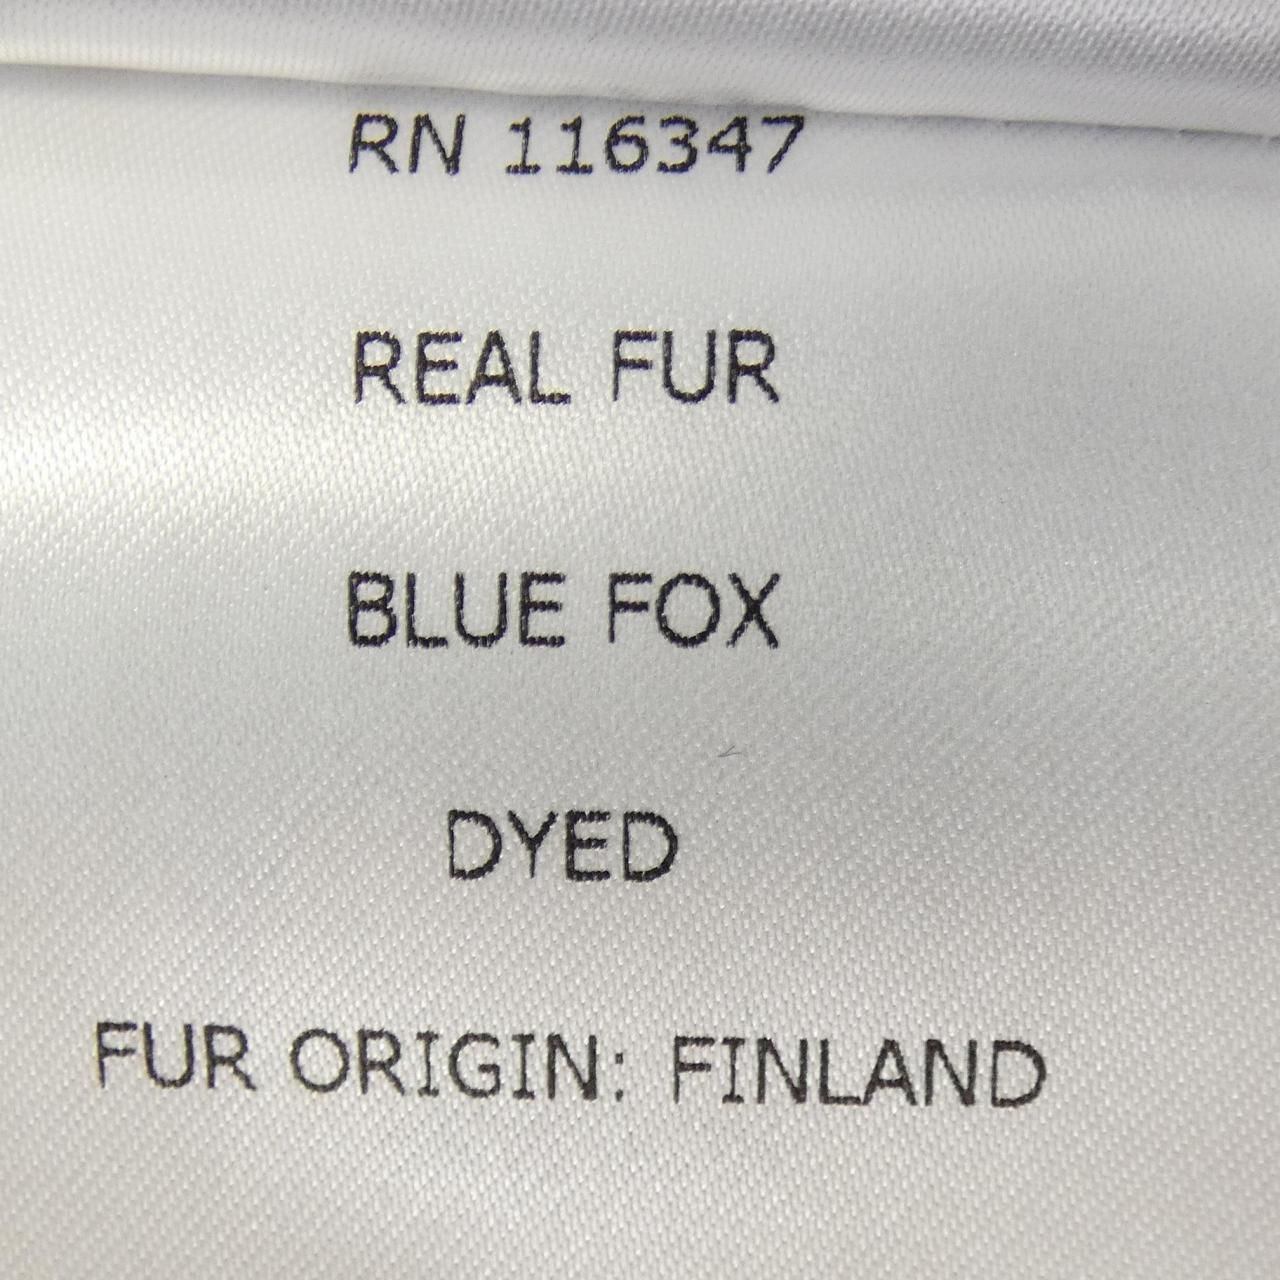 RN 116347
REAL FUR
BLUE FOX
DYED
FUR ORIGIN: FINLAND